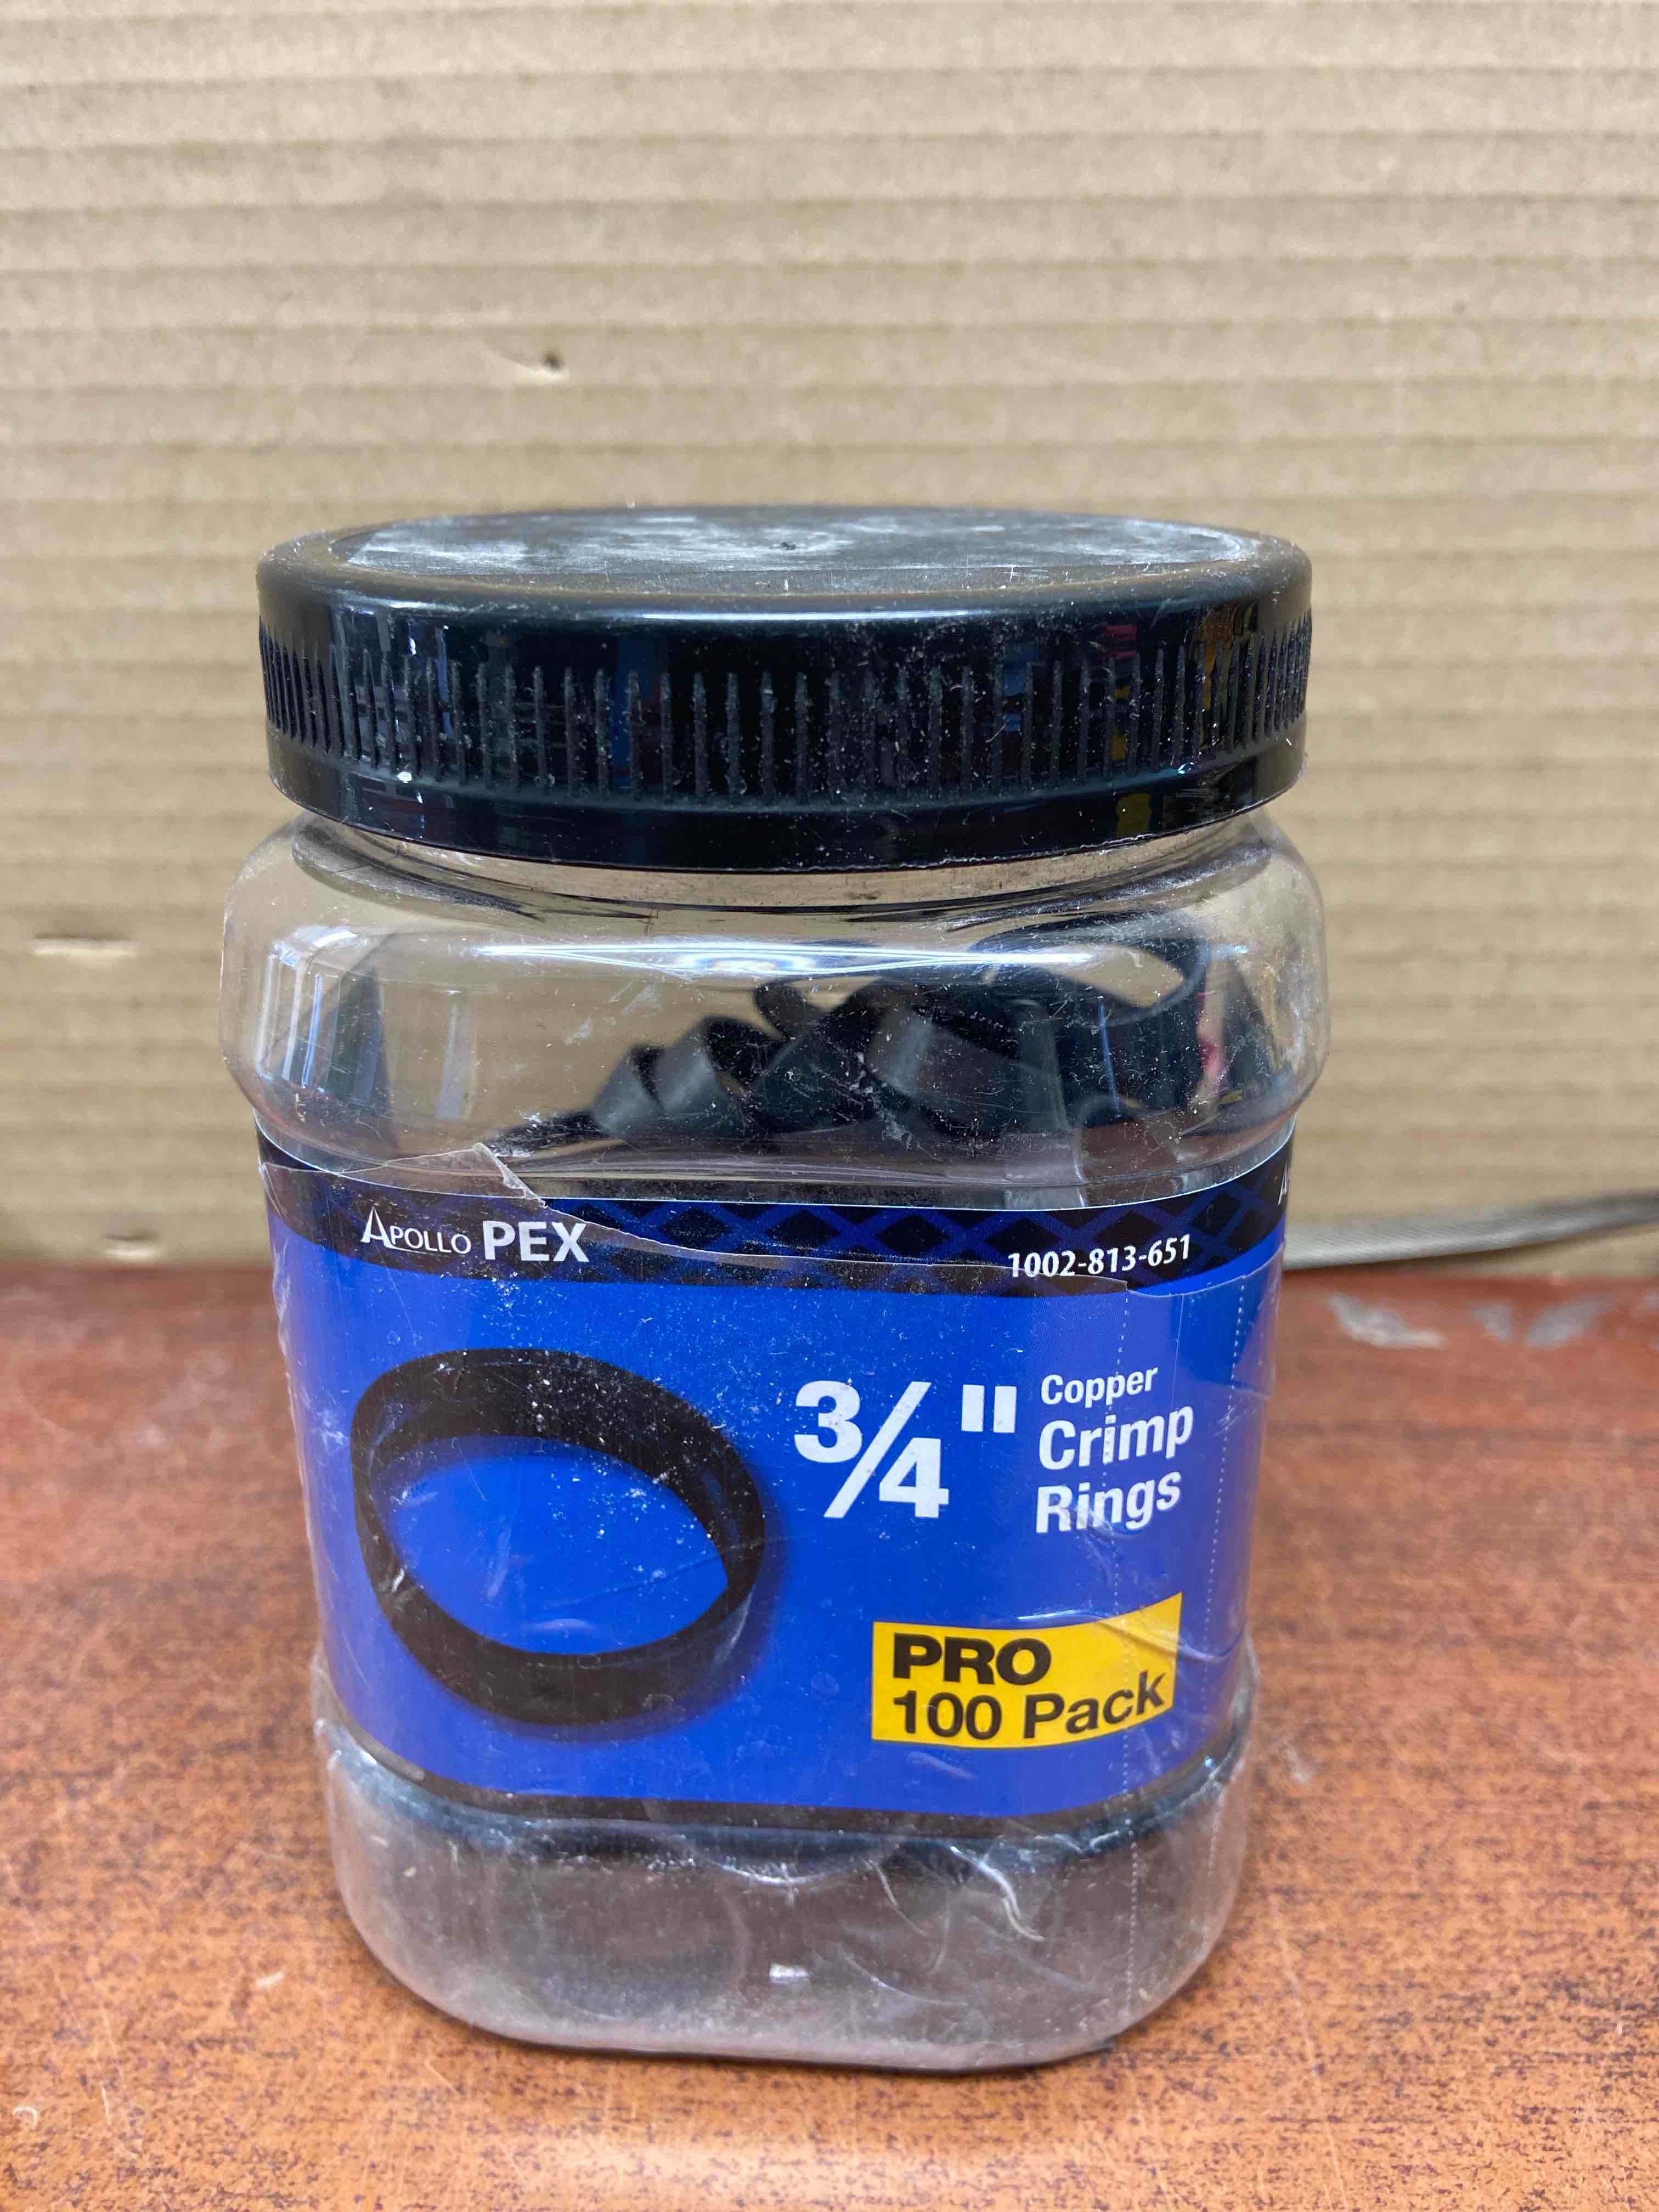 APOLLO PEX
1002-813-651
3/4" Copper
Crimp
Rings
PRO
100 Pack